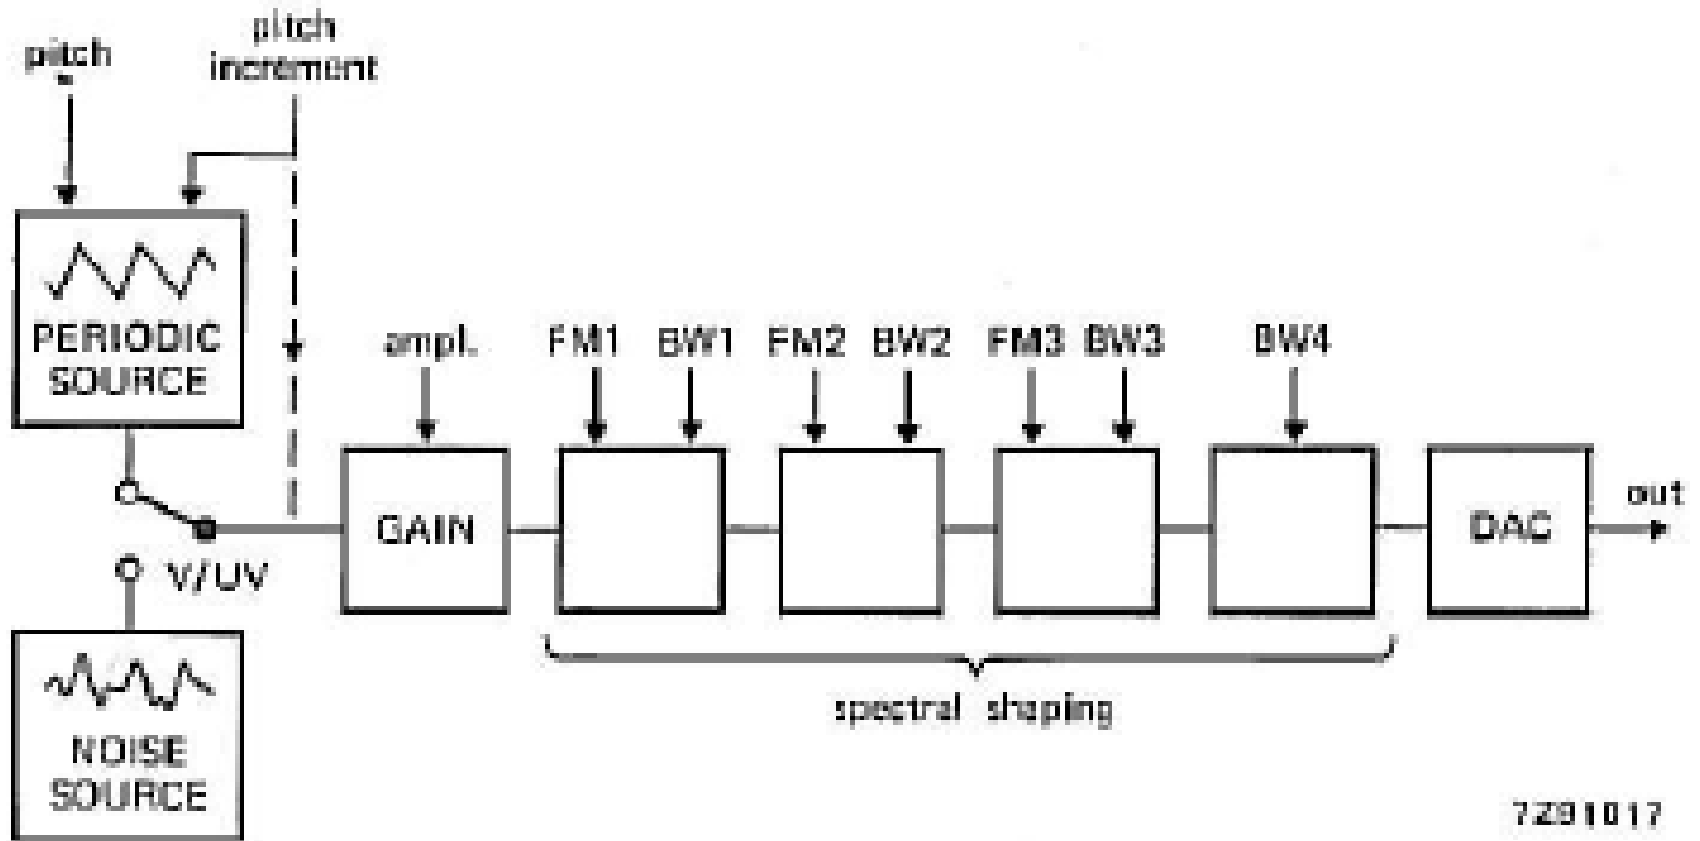 pitch
pitch
increment
PERIODIC
SOURCE
ampl.
FM1
BW1
FM2
BW2
FM3
BW3
BW4
V/UV
GAIN
DAC
out
spectral shaping
NOISE
SOURCE
7Z81017